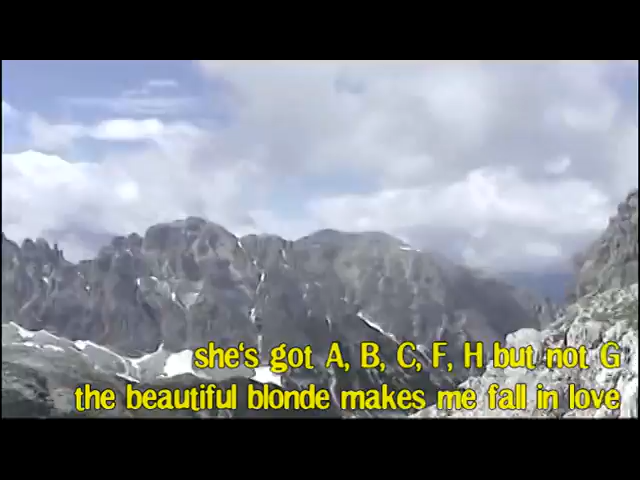 she's got A, B, C, F, H but not G
the beautiful blonde makes me fall in love